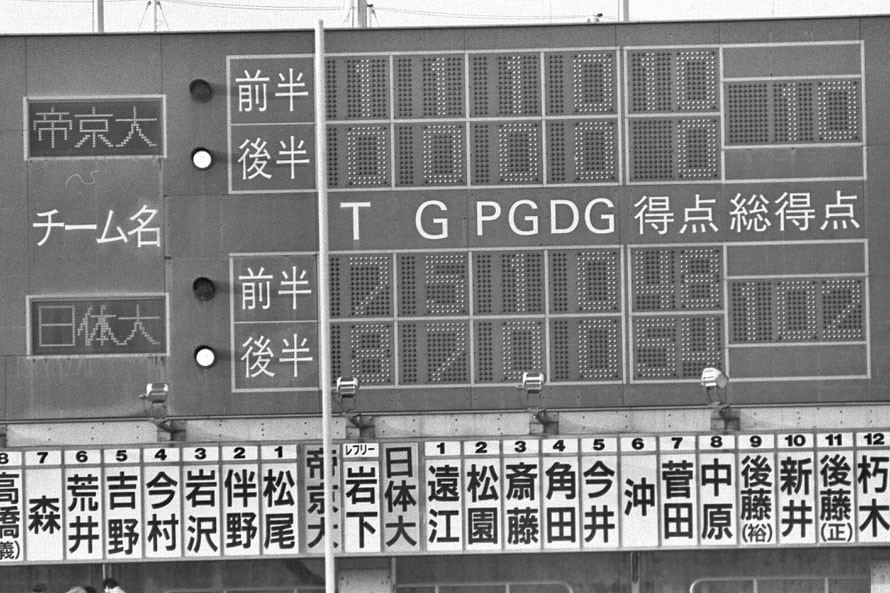 帝京大
前半 1 1 1 0 10
10
後半 0 0 0 0 0
チーム名
T G PG DG 得点 総得点
日体大
前半 7 5 1 0 48
102
後半 8 7 0 0 54
8 7 6 5 4 3 2 1 レフリー 1 2 3 4 5 6 7 8 9 10 11 12
高橋(義) 森 荒井 吉野 今村 岩沢 伴野 松尾 帝京大 岩下 日体大 遠江 松園 斎藤 角田 今井 沖 菅田 中原 後藤(裕) 新井 後藤(正) 朽木